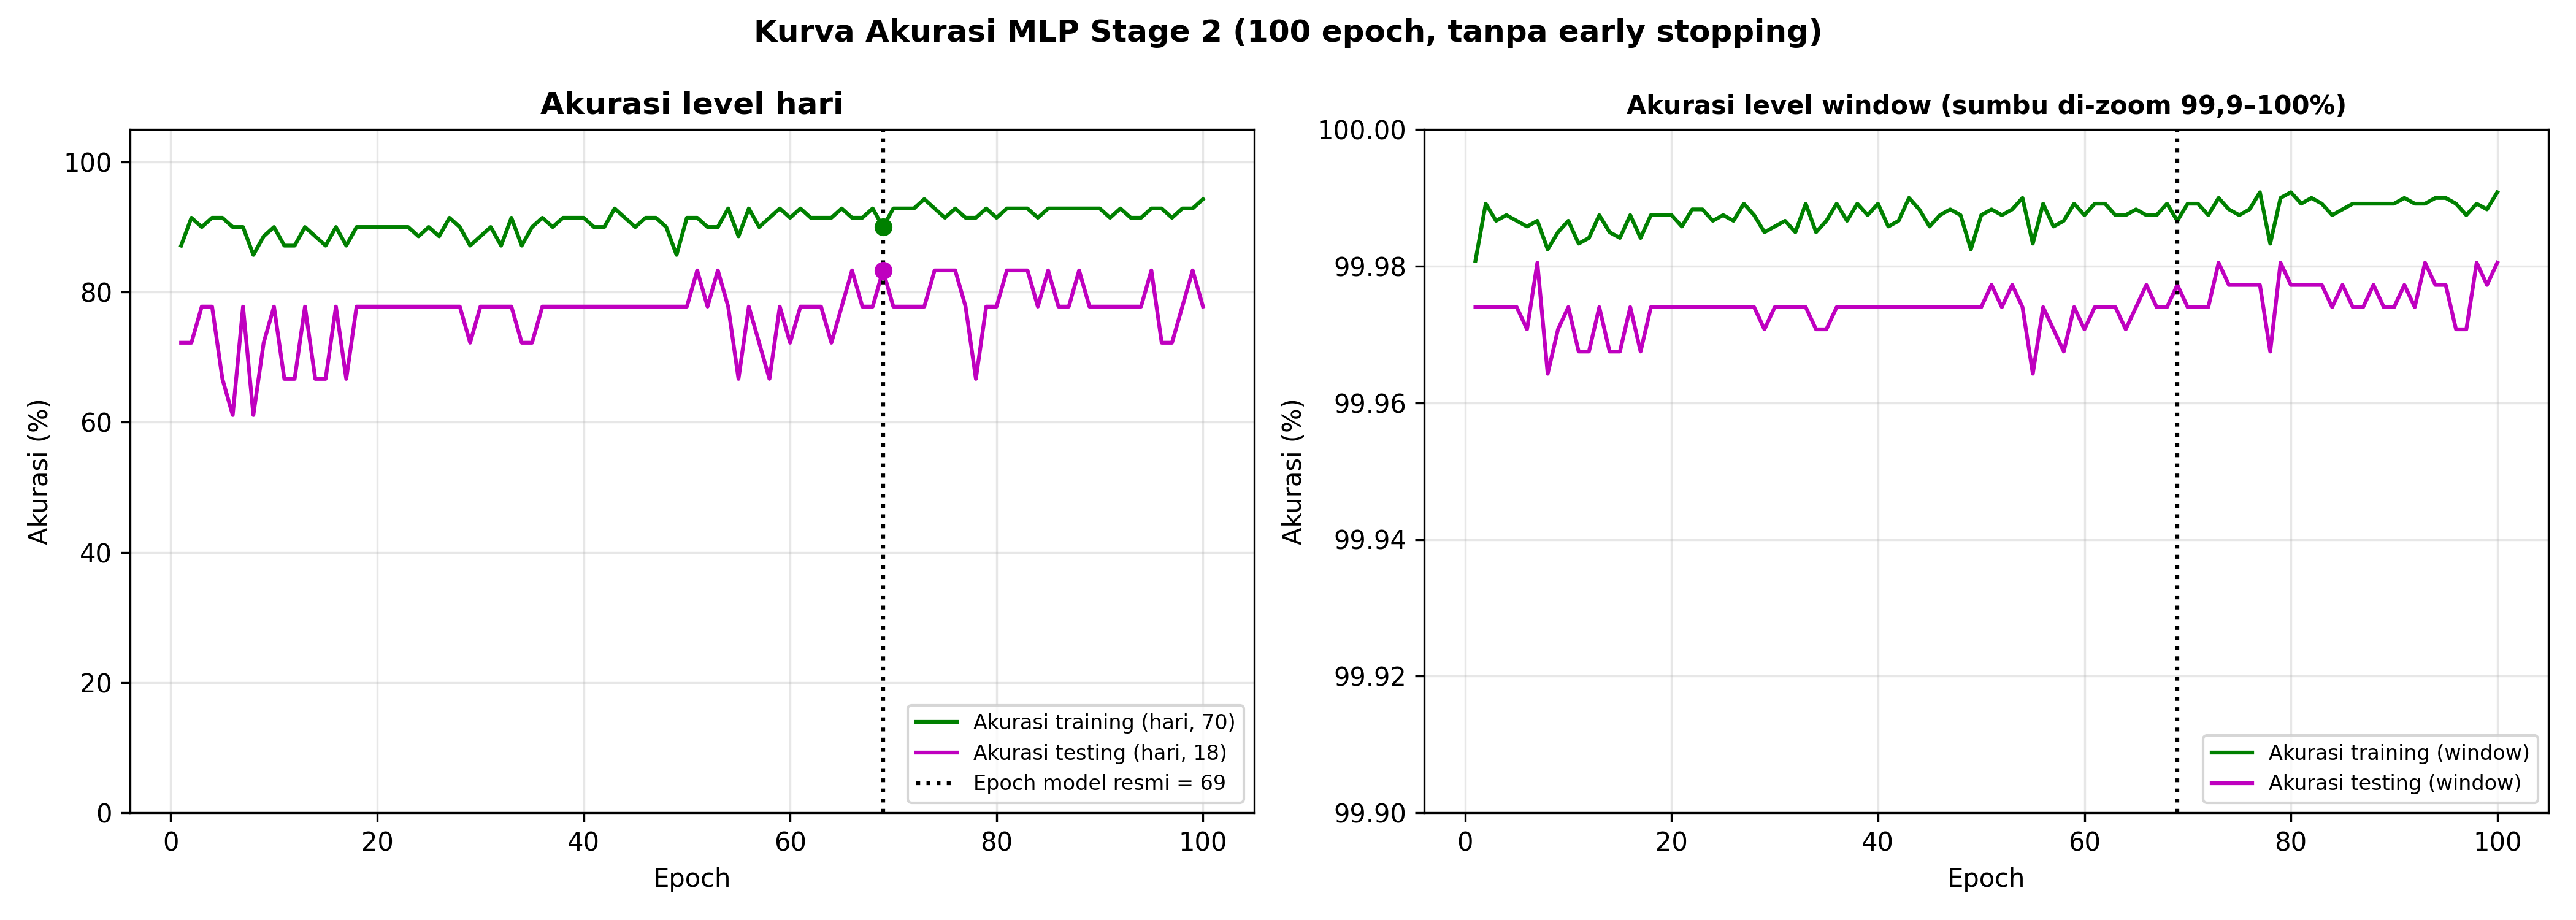 Kurva Akurasi MLP Stage 2 (100 epoch, tanpa early stopping)
Akurasi level hari
Akurasi (%)
100
80
60
40
20
0
0 20 40 60 80 100
Epoch
Akurasi training (hari, 70)
Akurasi testing (hari, 18)
Epoch model resmi = 69
Akurasi level window (sumbu di-zoom 99,9–100%)
Akurasi (%)
100.00
99.98
99.96
99.94
99.92
99.90
0 20 40 60 80 100
Epoch
Akurasi training (window)
Akurasi testing (window)